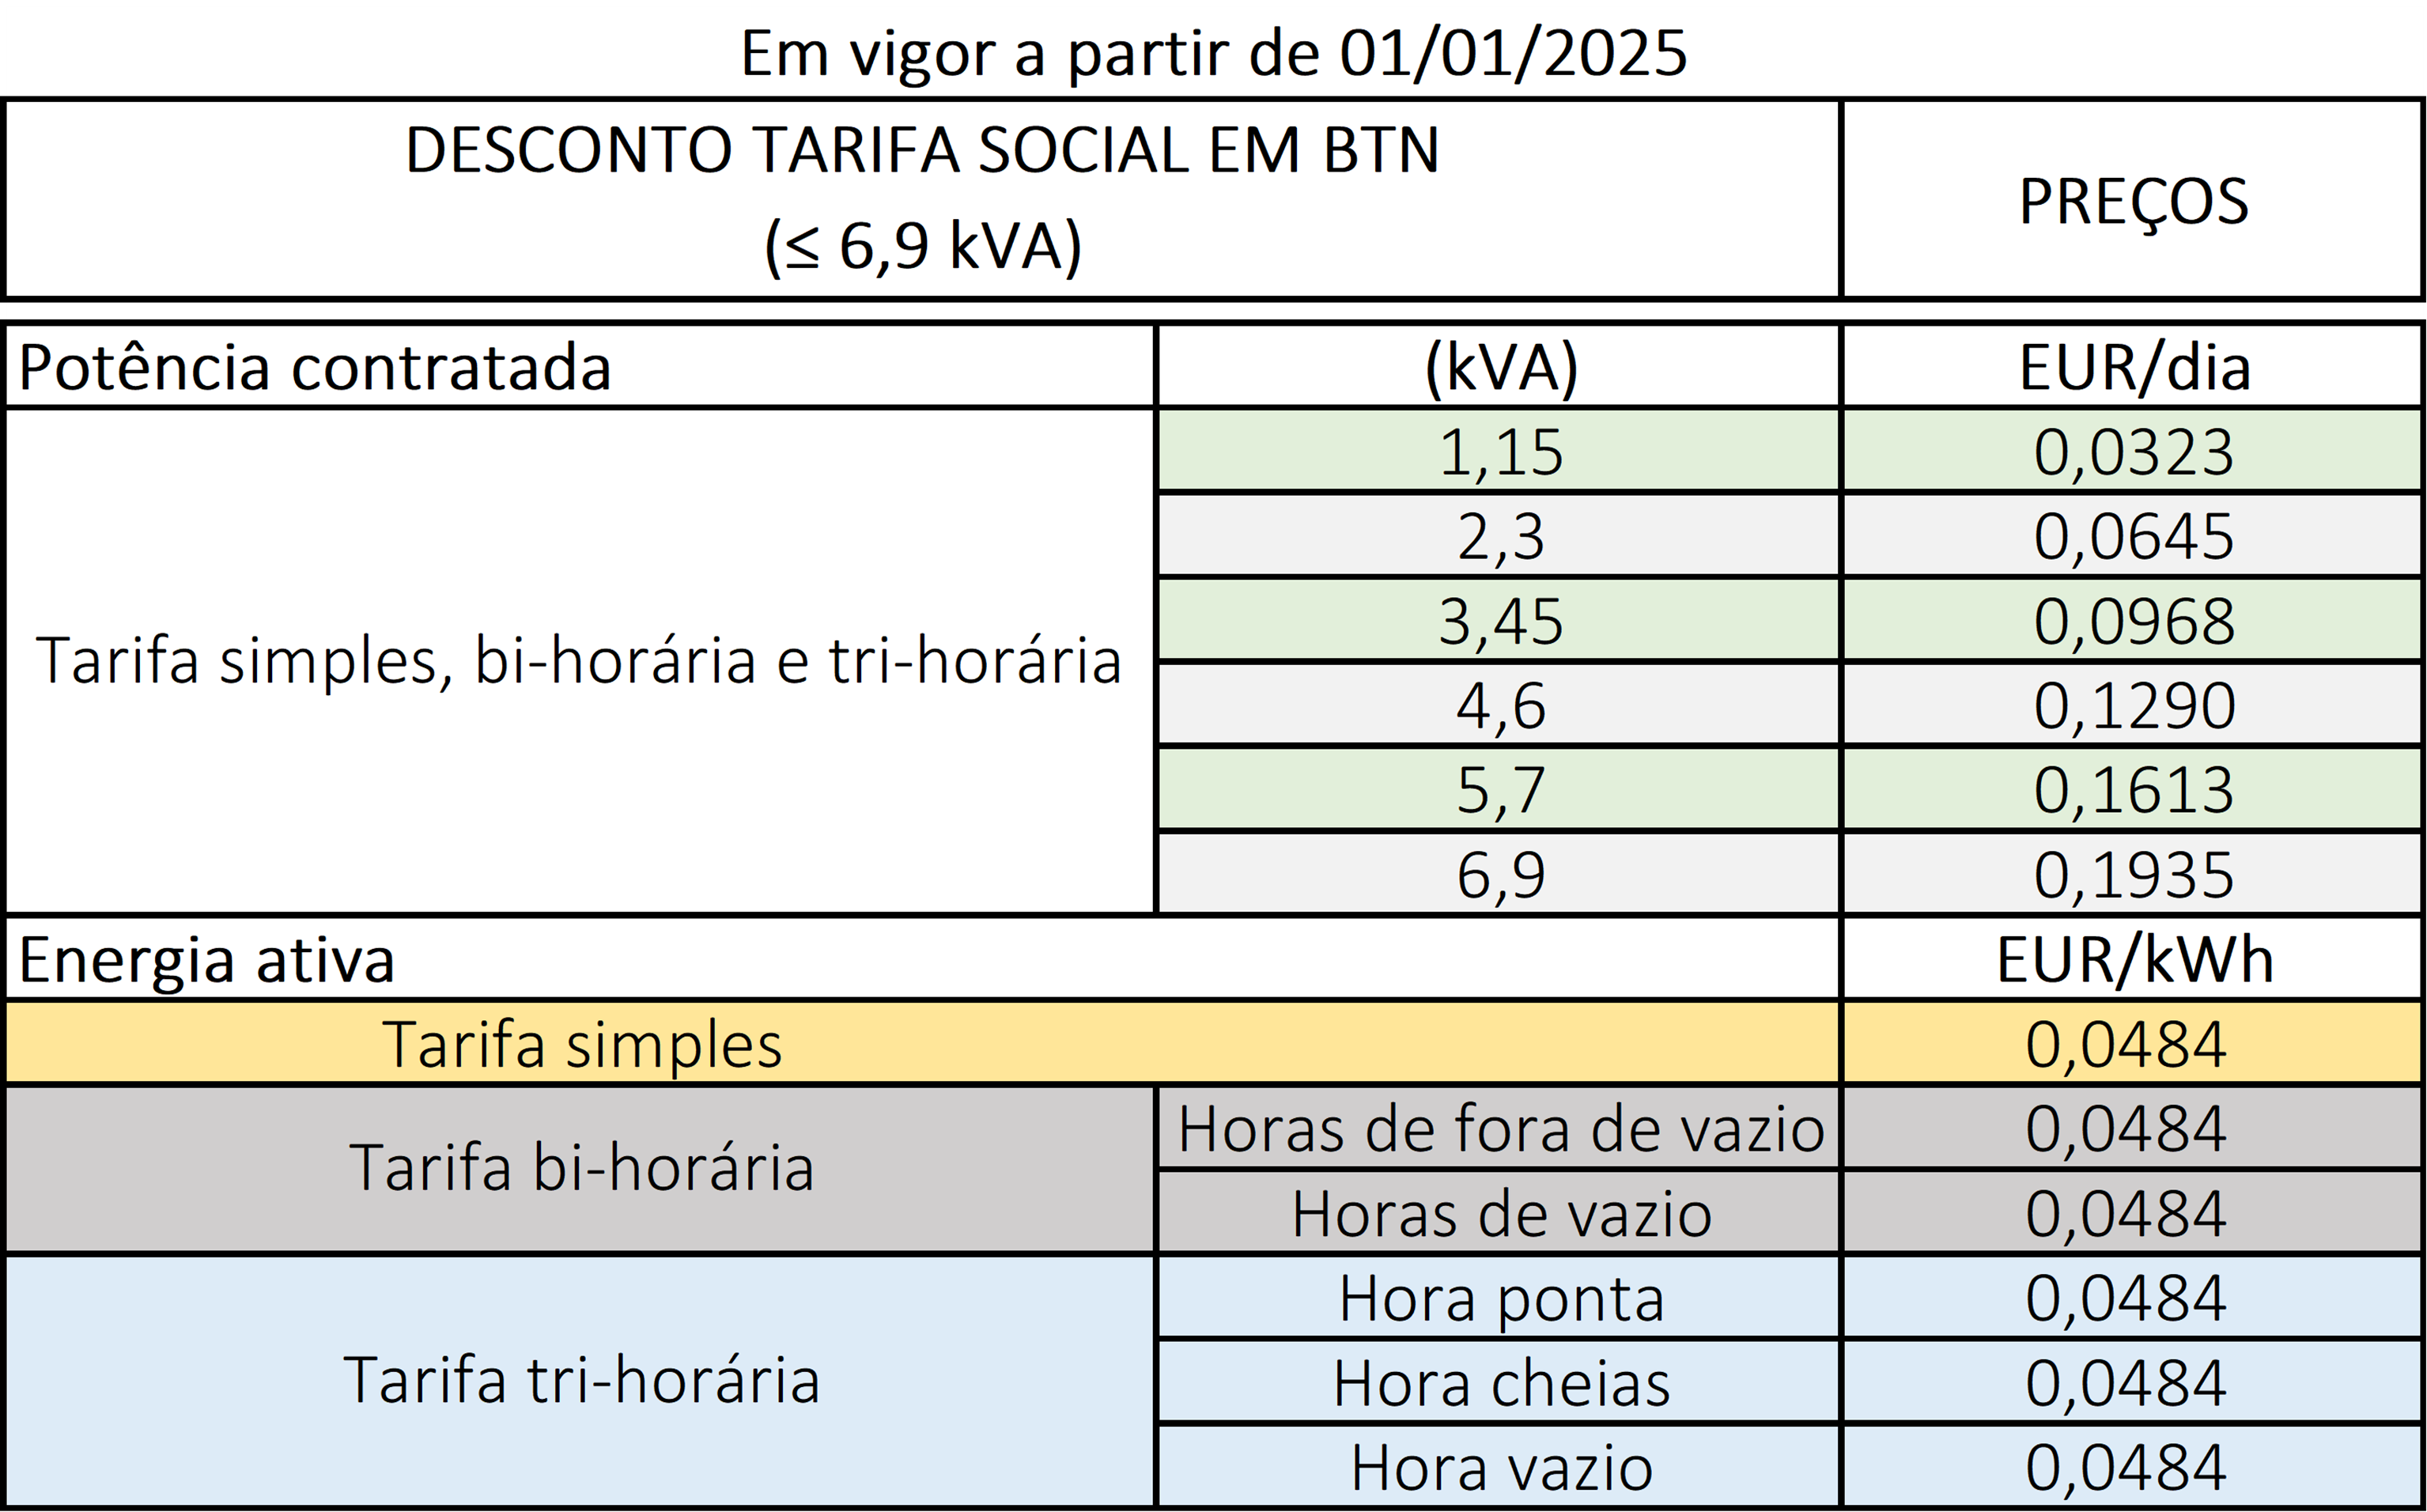 Em vigor a partir de 01/01/2025
DESCONTO TARIFA SOCIAL EM BTN
(≤ 6,9 kVA)
PREÇOS
Potência contratada (kVA) EUR/dia
Tarifa simples, bi-horária e tri-horária
1,15 0,0323
2,3 0,0645
3,45 0,0968
4,6 0,1290
5,7 0,1613
6,9 0,1935
Energia ativa EUR/kWh
Tarifa simples 0,0484
Tarifa bi-horária
Horas de fora de vazio 0,0484
Horas de vazio 0,0484
Tarifa tri-horária
Hora ponta 0,0484
Hora cheias 0,0484
Hora vazio 0,0484